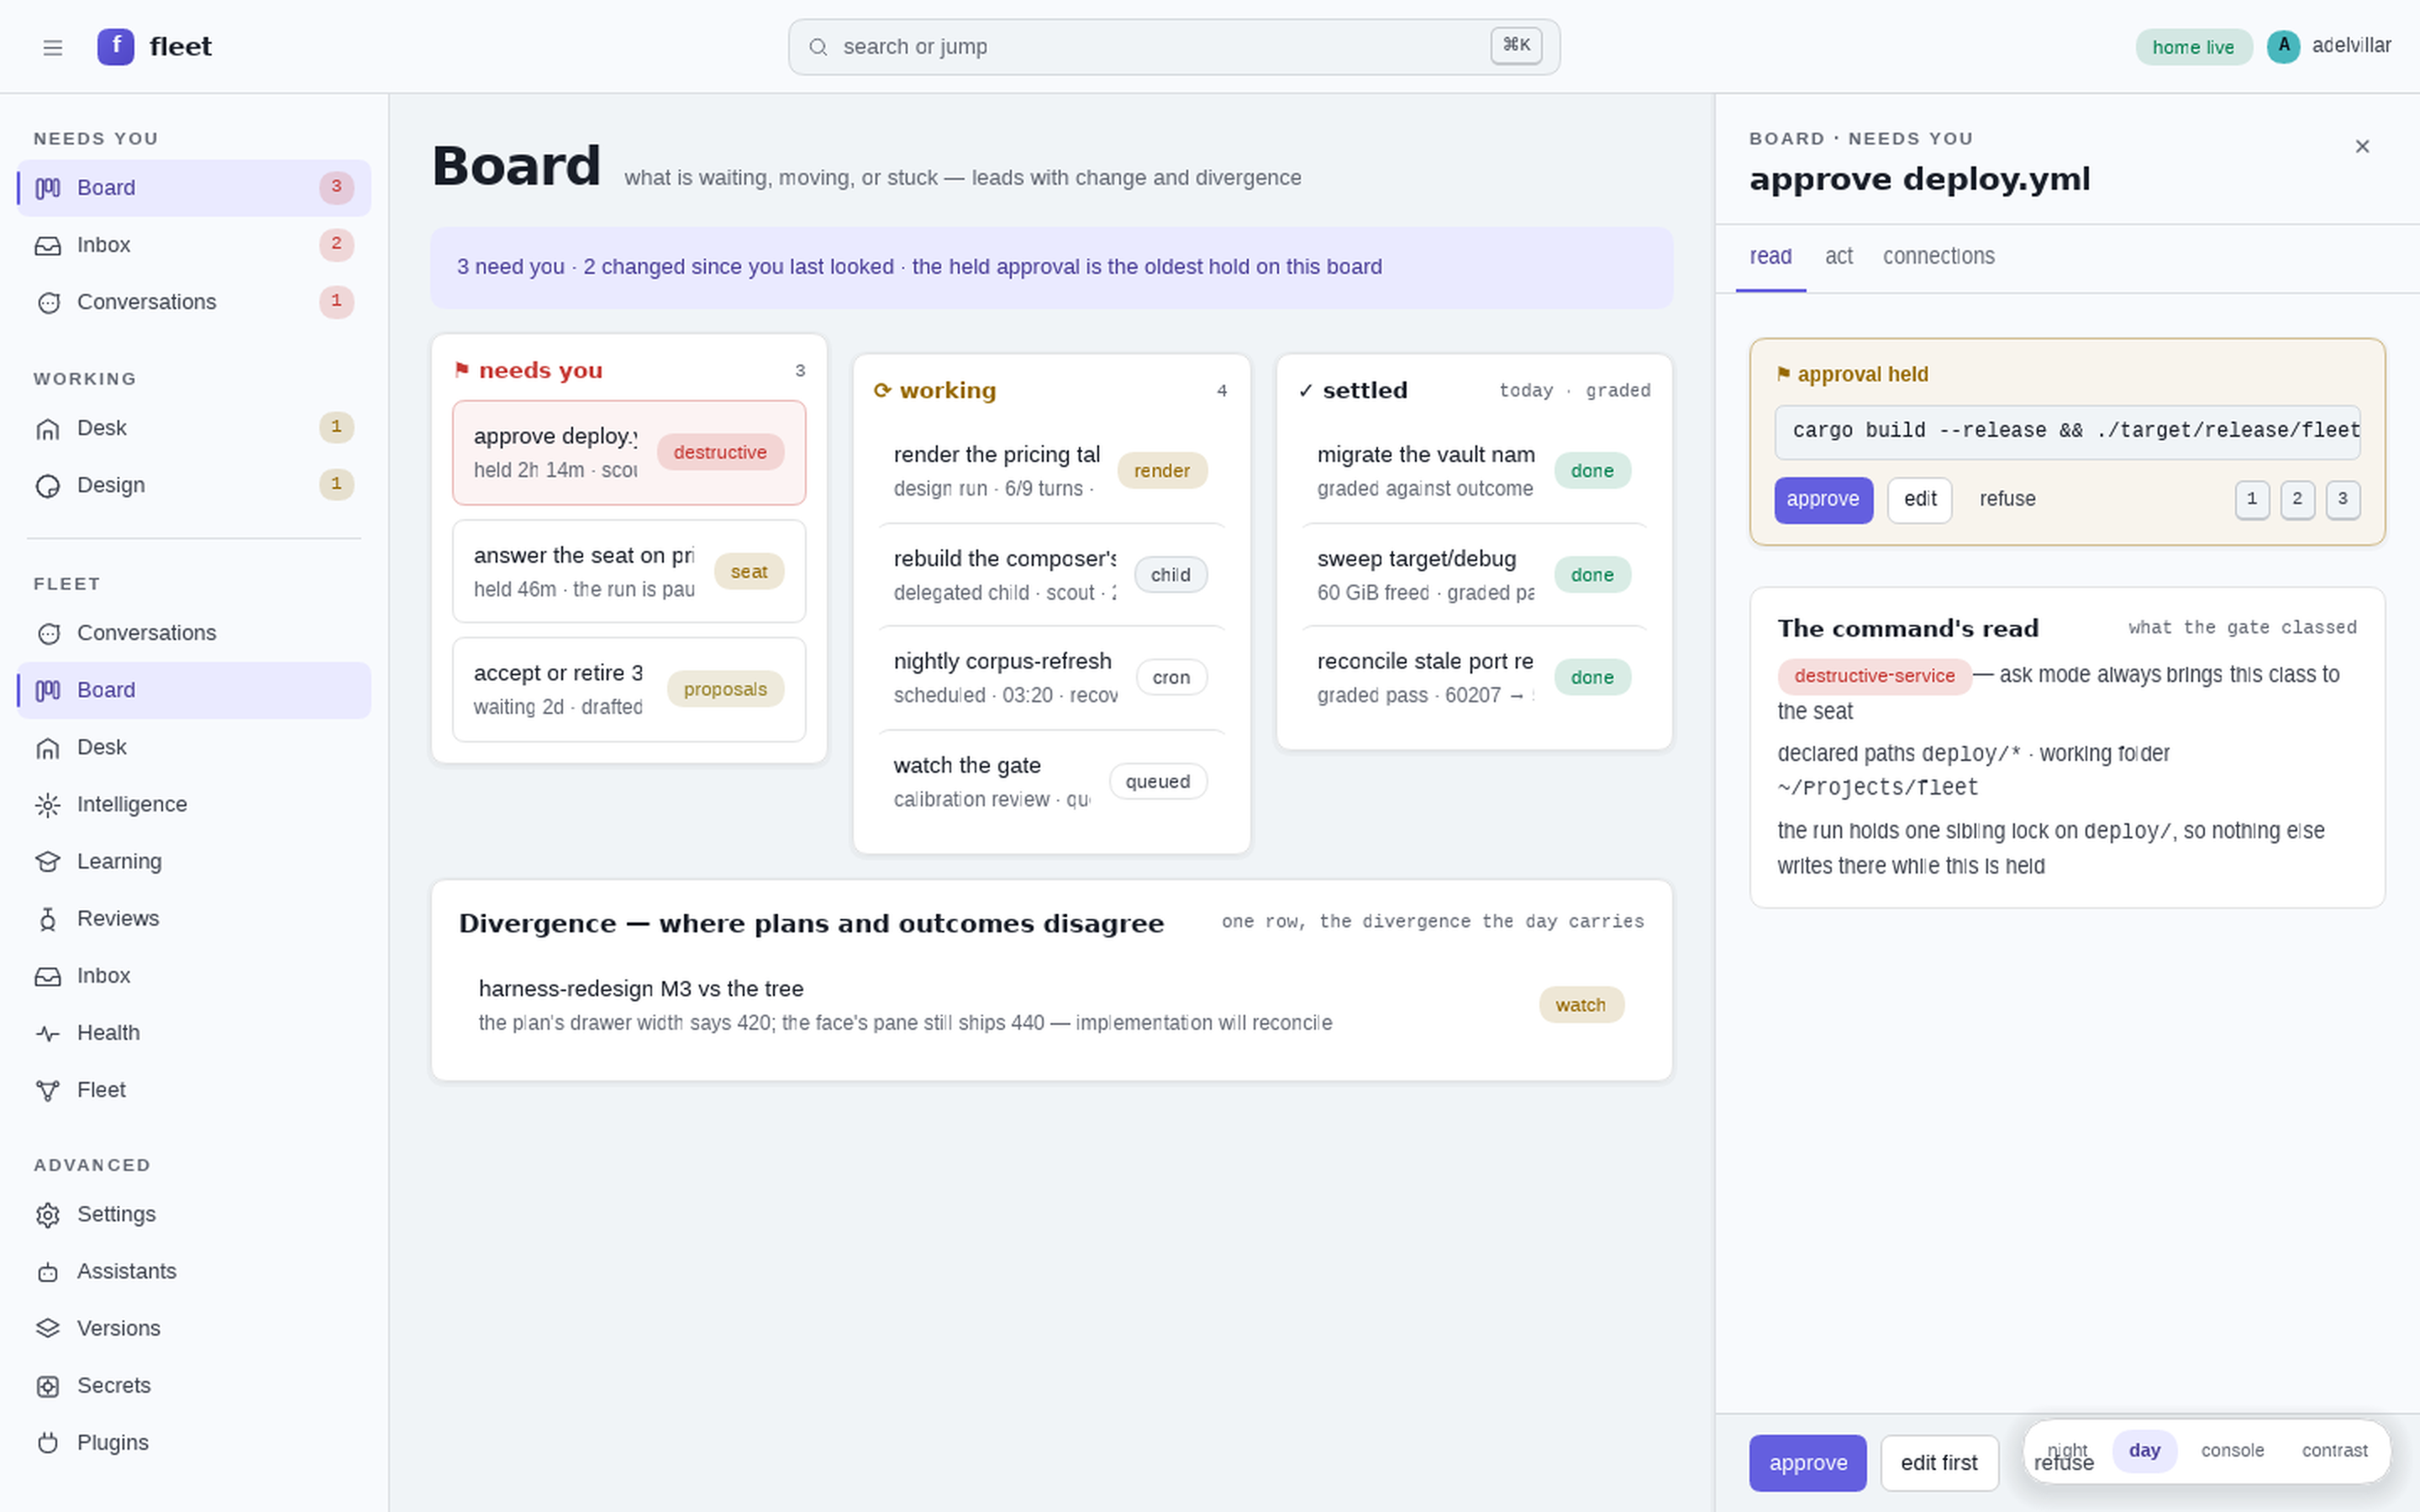 f fleet
search or jump ⌘K
home live A adelvillar
NEEDS YOU
Board 3
Inbox 2
Conversations 1
WORKING
Desk 1
Design 1
FLEET
Conversations
Board
Desk
Intelligence
Learning
Reviews
Inbox
Health
Fleet
ADVANCED
Settings
Assistants
Versions
Secrets
Plugins
Board what is waiting, moving, or stuck — leads with change and divergence
3 need you · 2 changed since you last looked · the held approval is the oldest hold on this board
⚑ needs you 3
approve deploy.y destructive
held 2h 14m · scou
answer the seat on pri seat
held 46m · the run is pau
accept or retire 3 proposals
waiting 2d · drafted
⟳ working 4
render the pricing tal render
design run · 6/9 turns ·
rebuild the composer's child
delegated child · scout · 2
nightly corpus-refresh cron
scheduled · 03:20 · recov
watch the gate queued
calibration review · que
✓ settled today · graded
migrate the vault nam done
graded against outcome
sweep target/debug done
60 GiB freed · graded pa
reconcile stale port re done
graded pass · 60207 →
Divergence — where plans and outcomes disagree one row, the divergence the day carries
harness-redesign M3 vs the tree watch
the plan's drawer width says 420; the face's pane still ships 440 — implementation will reconcile
BOARD · NEEDS YOU ×
approve deploy.yml
read act connections
⚑ approval held
cargo build --release && ./target/release/fleet
approve edit refuse 1 2 3
The command's read what the gate classed
destructive-service — ask mode always brings this class to
the seat
declared paths deploy/* · working folder
~/Projects/fleet
the run holds one sibling lock on deploy/, so nothing else
writes there while this is held
approve edit first refuse
night day console contrast